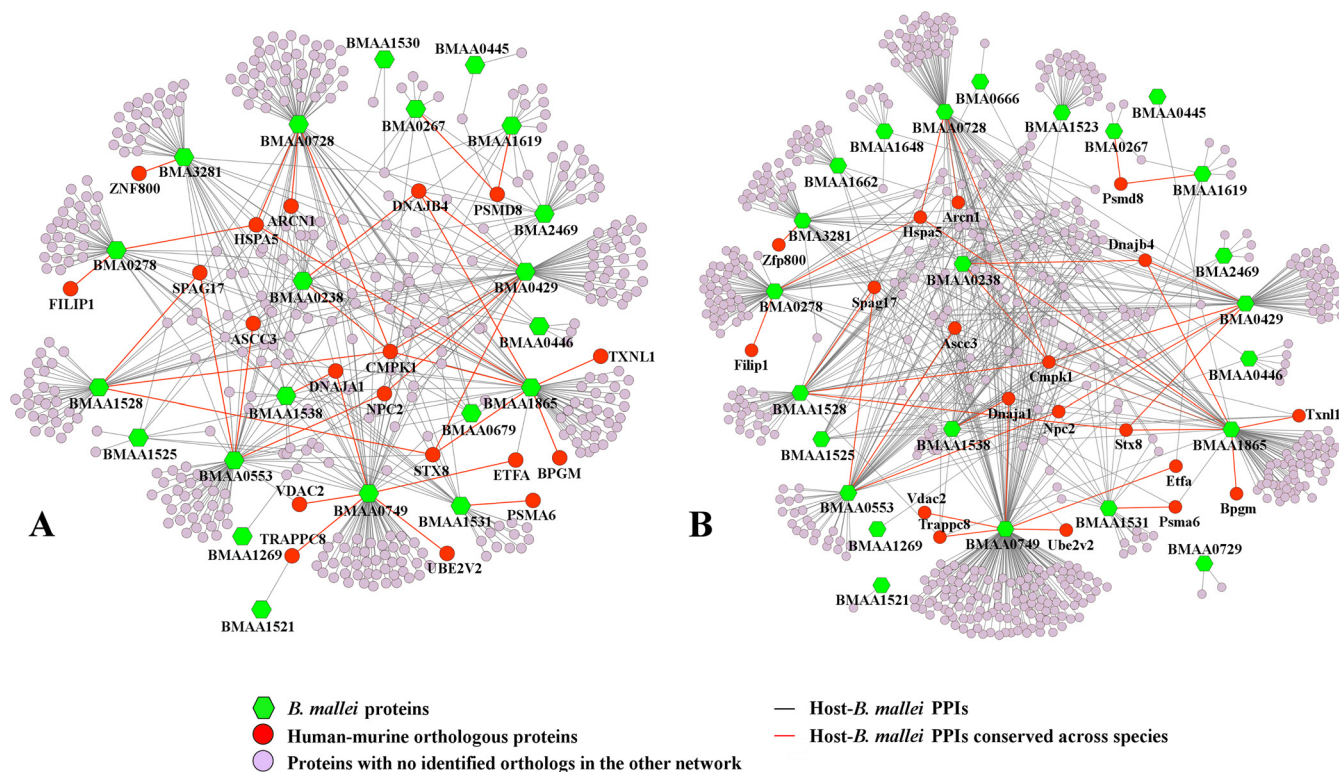 A
BMAA1530
BMAA0445
BMAA0728
BMA0267
BMAA1619
BMA3281
ZNF800
ARCN1
HSPA5
DNAJB4
PSMD8
BMA2469
BMA0278
FILIP1
SPAG17
BMAA0238
BMA0429
ASCC3
BMAA0446
CMPK1
TXNL1
DNAJA1
BMAA1528
BMAA1538
NPC2
BMAA1865
BMAA0679
BMAA1525
BMAA0553
STX8
ETFA
BPGM
VDAC2
BMAA0749
BMAA1531
PSMA6
BMAA1269
TRAPPC8
UBE2V2
BMAA1521
B
BMA0666
BMAA0728
BMAA1523
BMAA0445
BMAA1648
BMA0267
BMAA1662
Psmd8
BMAA1619
Arcn1
Hspa5
BMA3281
Zfp800
Dnajb4
BMA2469
BMAA0238
BMA0278
Spag17
BMA0429
Filip1
Ascc3
Cmpk1
BMAA0446
BMAA1528
Dnaja1
Npc2
Txnl1
BMAA1525
BMAA1538
Stx8
BMAA1865
Etfa
BMAA0553
Vdac2
Bpgm
BMAA1269
Trappc8
BMAA1531
Psma6
BMAA0749
Ube2v2
BMAA0729
BMAA1521
B. mallei proteins
Human-murine orthologous proteins
Proteins with no identified orthologs in the other network
Host-B. mallei PPIs
Host-B. mallei PPIs conserved across species